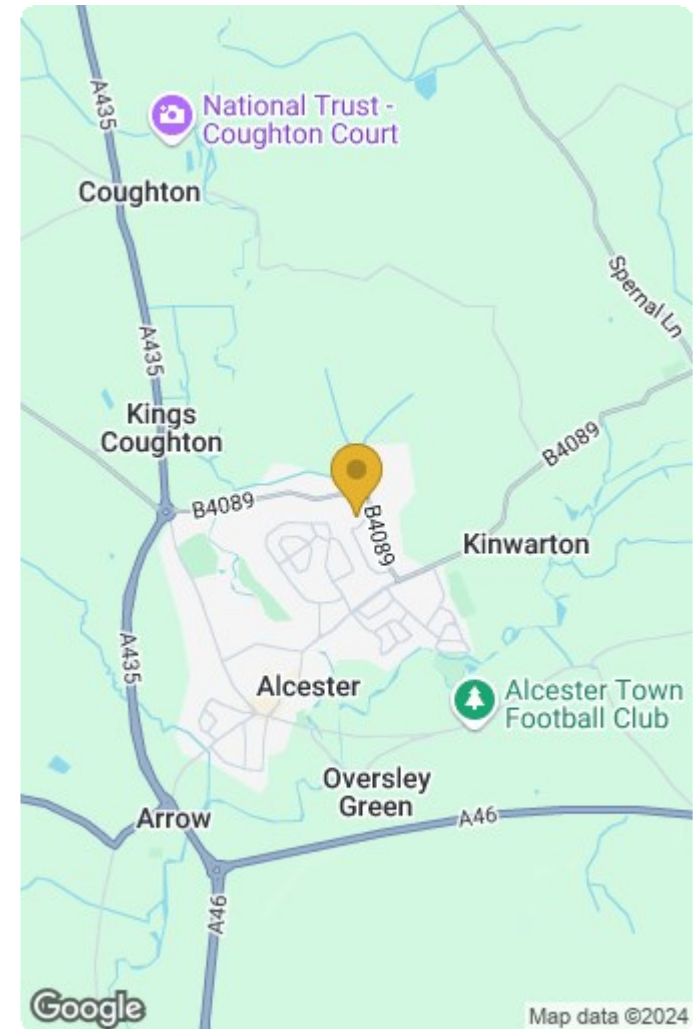 A435
National Trust -
Coughton Court
Coughton
Spernal Ln
A435
Kings
Coughton
B4089
B4089
B4089
Kinwarton
A435
Alcester
Alcester Town
Football Club
Oversley
Green
Arrow
A46
A46
Google
Map data ©2024